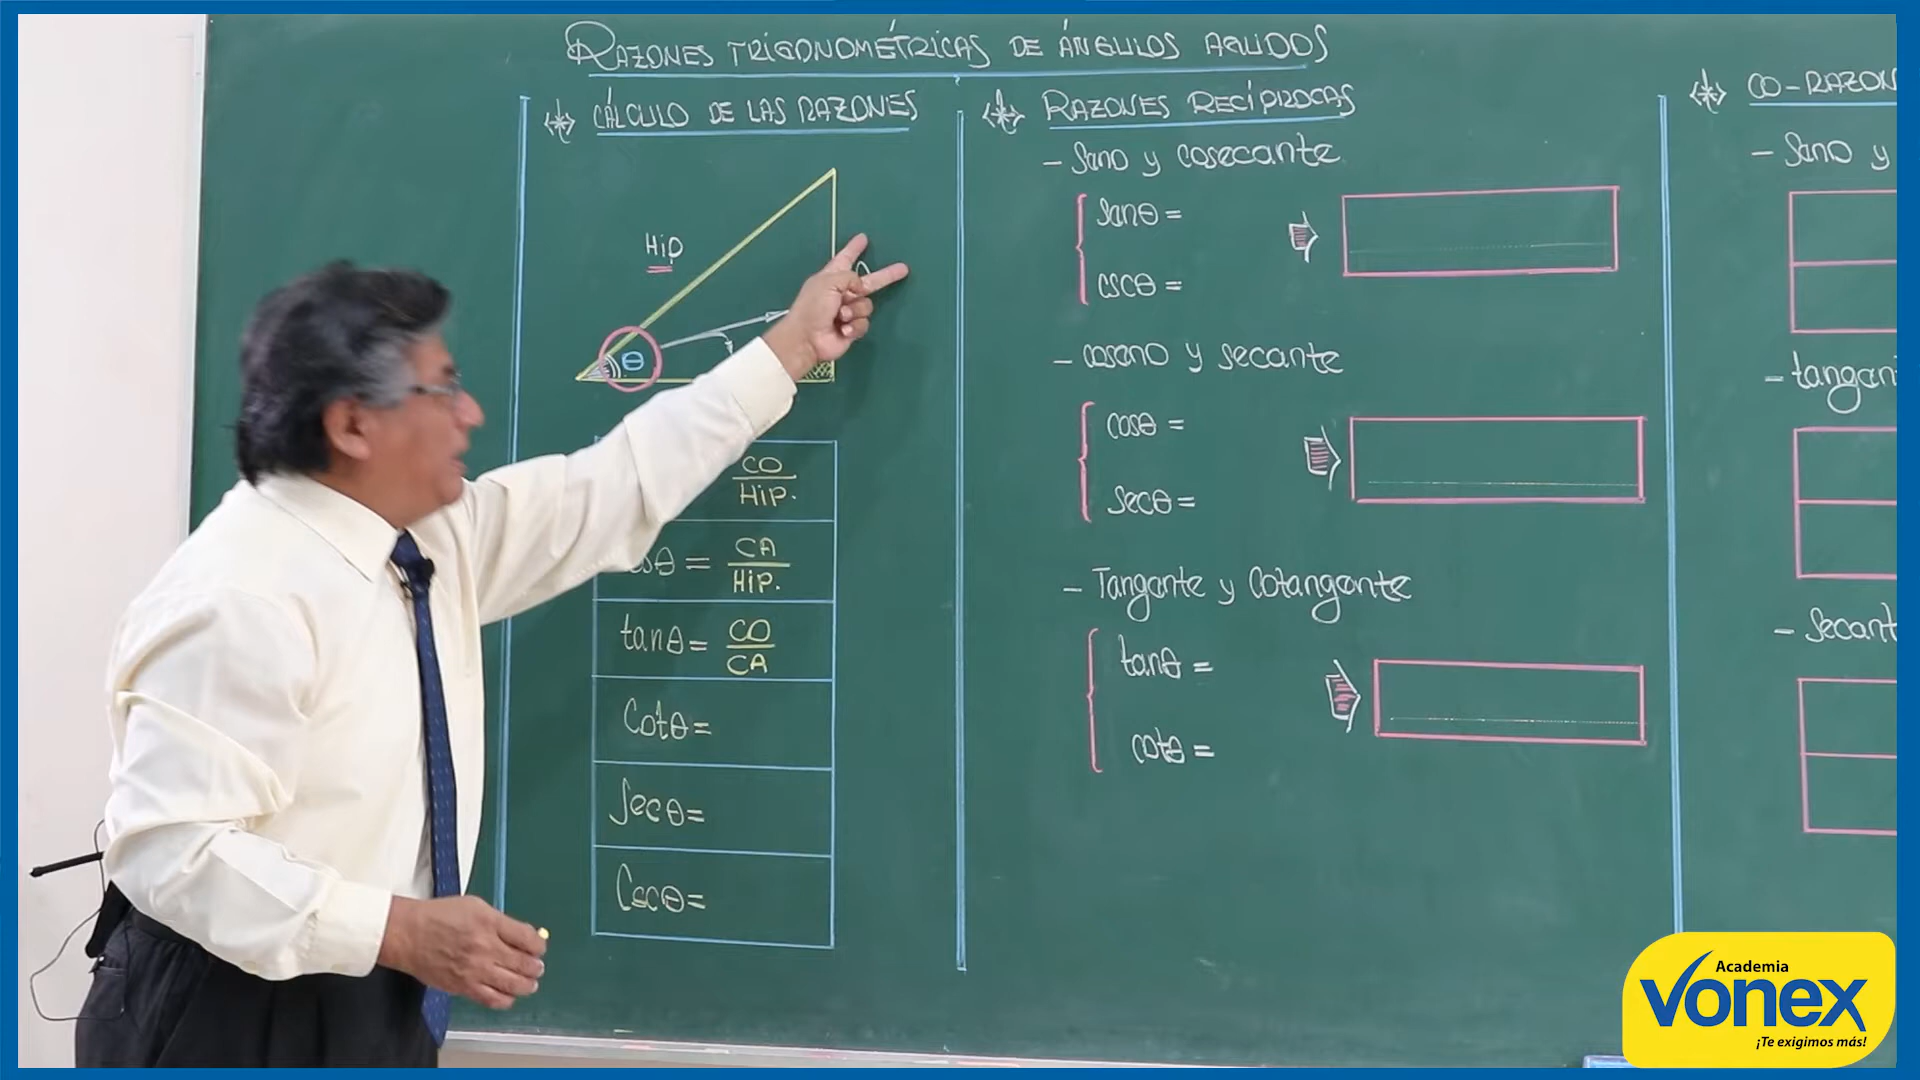 RAZONES TRIGONOMÉTRICAS DE ÁNGULOS AGUDOS
CÁLCULO DE LAS RAZONES
Hip
θ
CO
Hip.
θ = CA
Hip.
tanθ = CO
CA
Cotθ =
Secθ =
Cscθ =
RAZONES RECÍPROCAS
- Seno y cosecante
senθ =
cscθ =
- coseno y secante
cosθ =
secθ =
- Tangente y Cotangente
tanθ =
cotθ =
CO-RAZON
- Seno y
- tangen
- Secant
Academia
vonex
¡Te exigimos más!